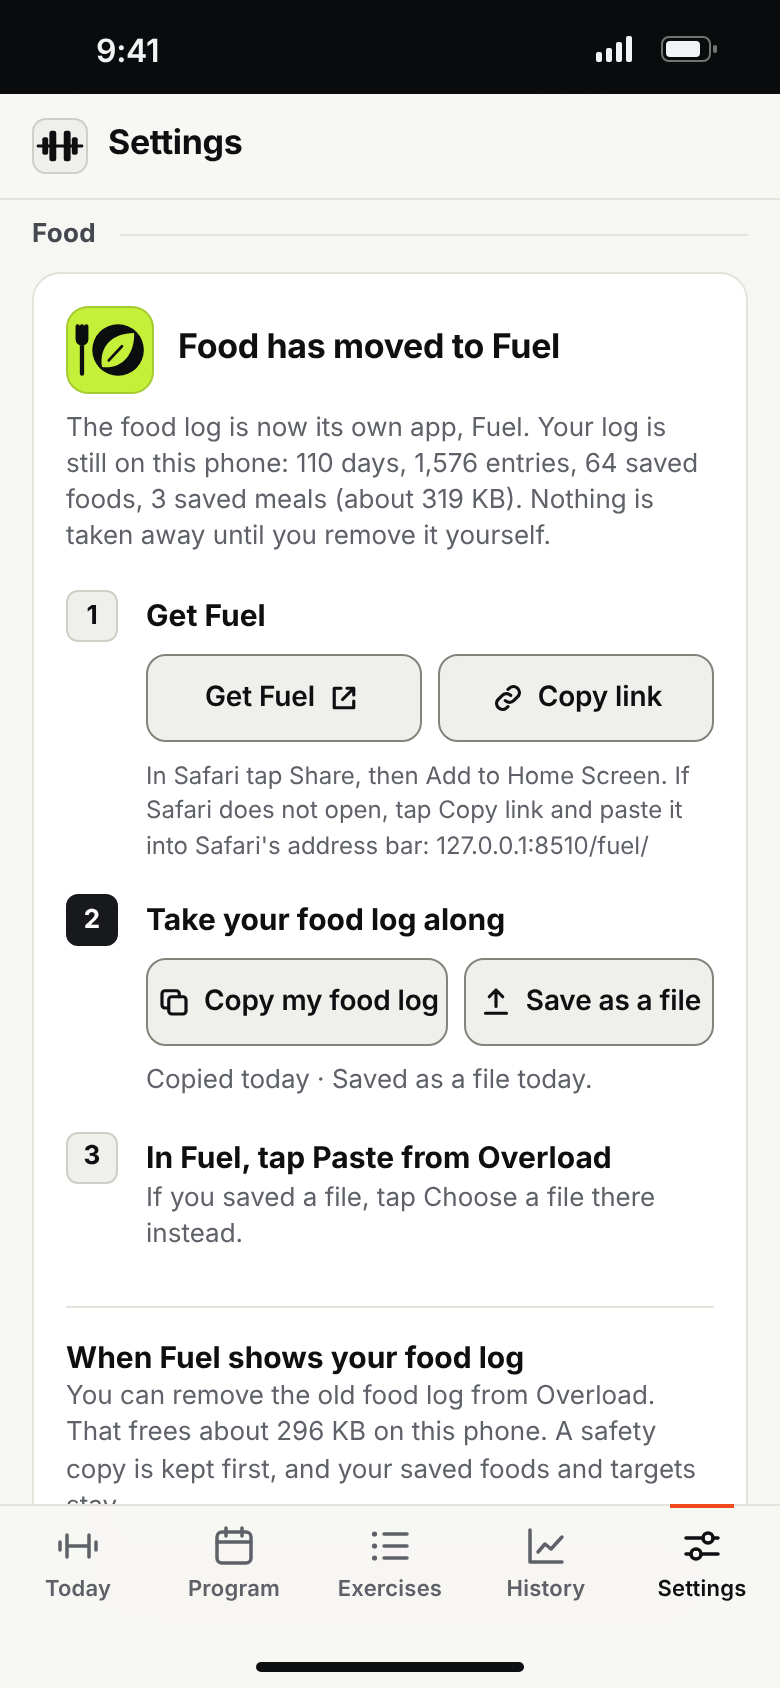 9:41
Settings
Food
Food has moved to Fuel
The food log is now its own app, Fuel. Your log is
still on this phone: 110 days, 1,576 entries, 64 saved
foods, 3 saved meals (about 319 KB). Nothing is
taken away until you remove it yourself.
1 Get Fuel
Get Fuel Copy link
In Safari tap Share, then Add to Home Screen. If
Safari does not open, tap Copy link and paste it
into Safari's address bar: 127.0.0.1:8510/fuel/
2 Take your food log along
Copy my food log Save as a file
Copied today · Saved as a file today.
3 In Fuel, tap Paste from Overload
If you saved a file, tap Choose a file there
instead.
When Fuel shows your food log
You can remove the old food log from Overload.
That frees about 296 KB on this phone. A safety
copy is kept first, and your saved foods and targets
stay.
Today Program Exercises History Settings